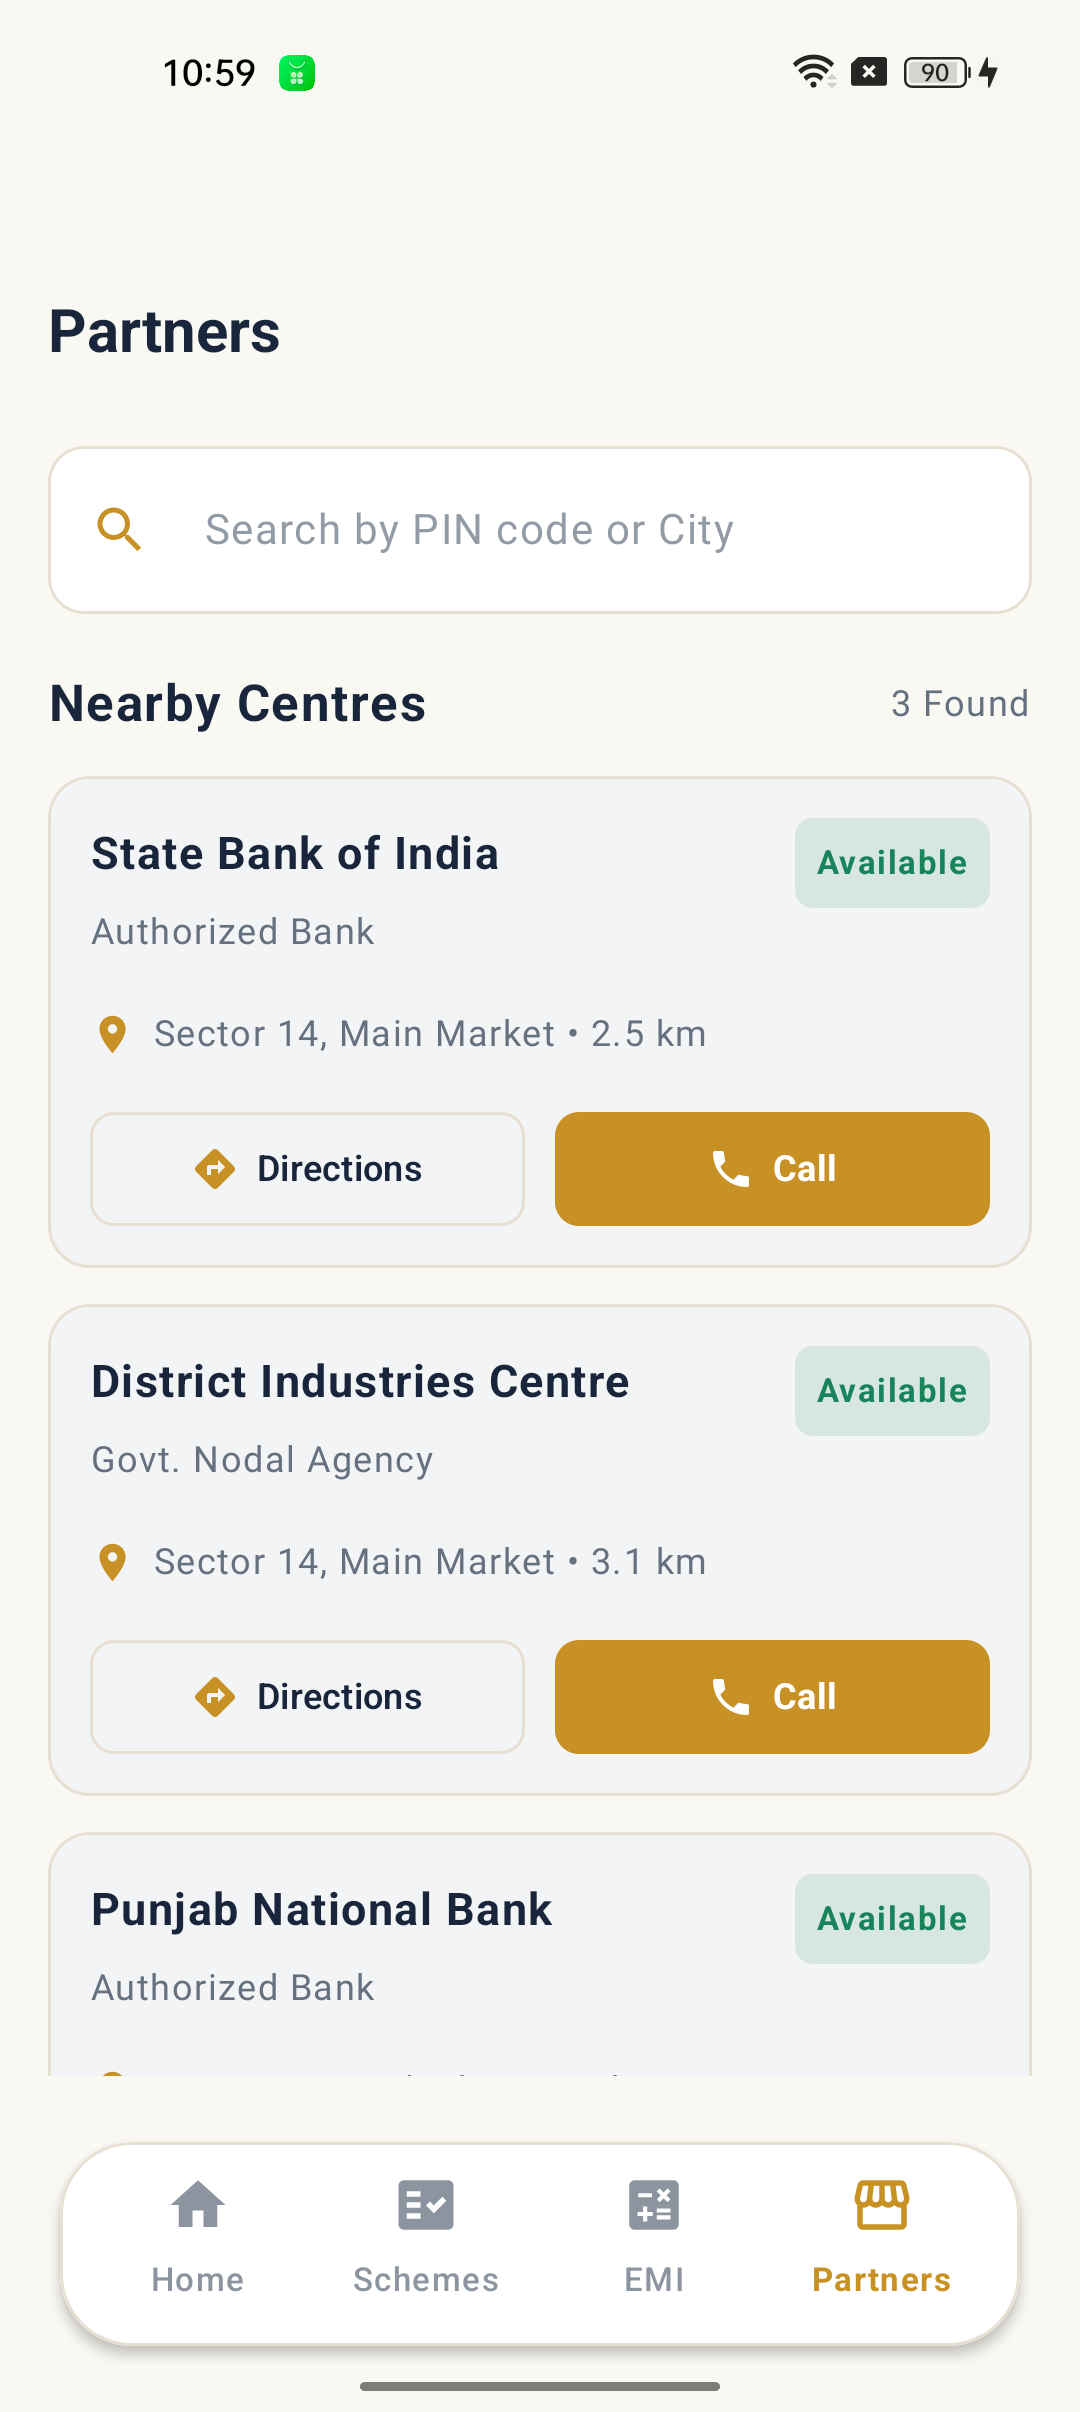 10:59
90
Partners
Search by PIN code or City
Nearby Centres
3 Found
State Bank of India
Available
Authorized Bank
Sector 14, Main Market • 2.5 km
Directions
Call
District Industries Centre
Available
Govt. Nodal Agency
Sector 14, Main Market • 3.1 km
Directions
Call
Punjab National Bank
Available
Authorized Bank
Home
Schemes
EMI
Partners